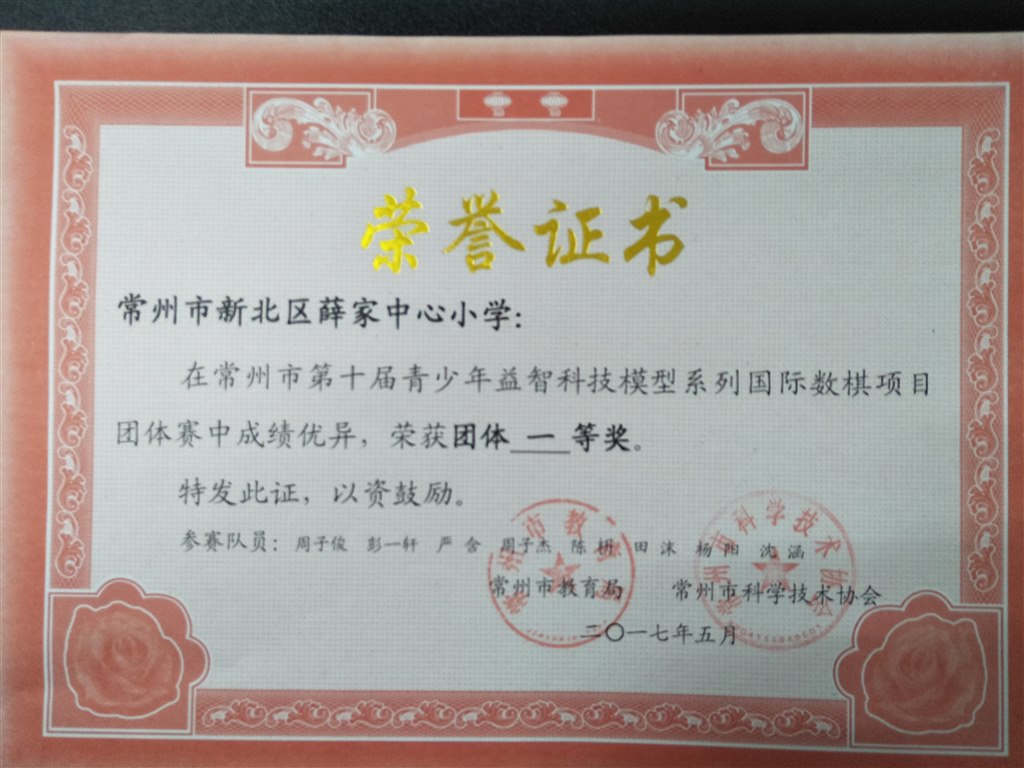 荣誉证书
常州市新北区薛家中心小学：
在常州市第十届青少年益智科技模型系列国际数棋项目
团体赛中成绩优异，荣获团体一等奖。
特发此证，以资鼓励。
参赛队员：周子俊 彭一轩 严含 周子杰 陈枬 田沫 杨阳 沈涵
常州市教育局 常州市科学技术协会
二〇一七年五月